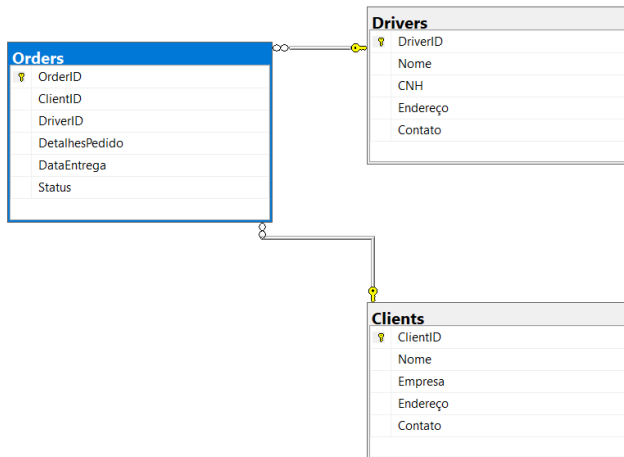 Orders
OrderID
ClientID
DriverID
DetalhesPedido
DataEntrega
Status
Drivers
DriverID
Nome
CNH
Endereço
Contato
Clients
ClientID
Nome
Empresa
Endereço
Contato